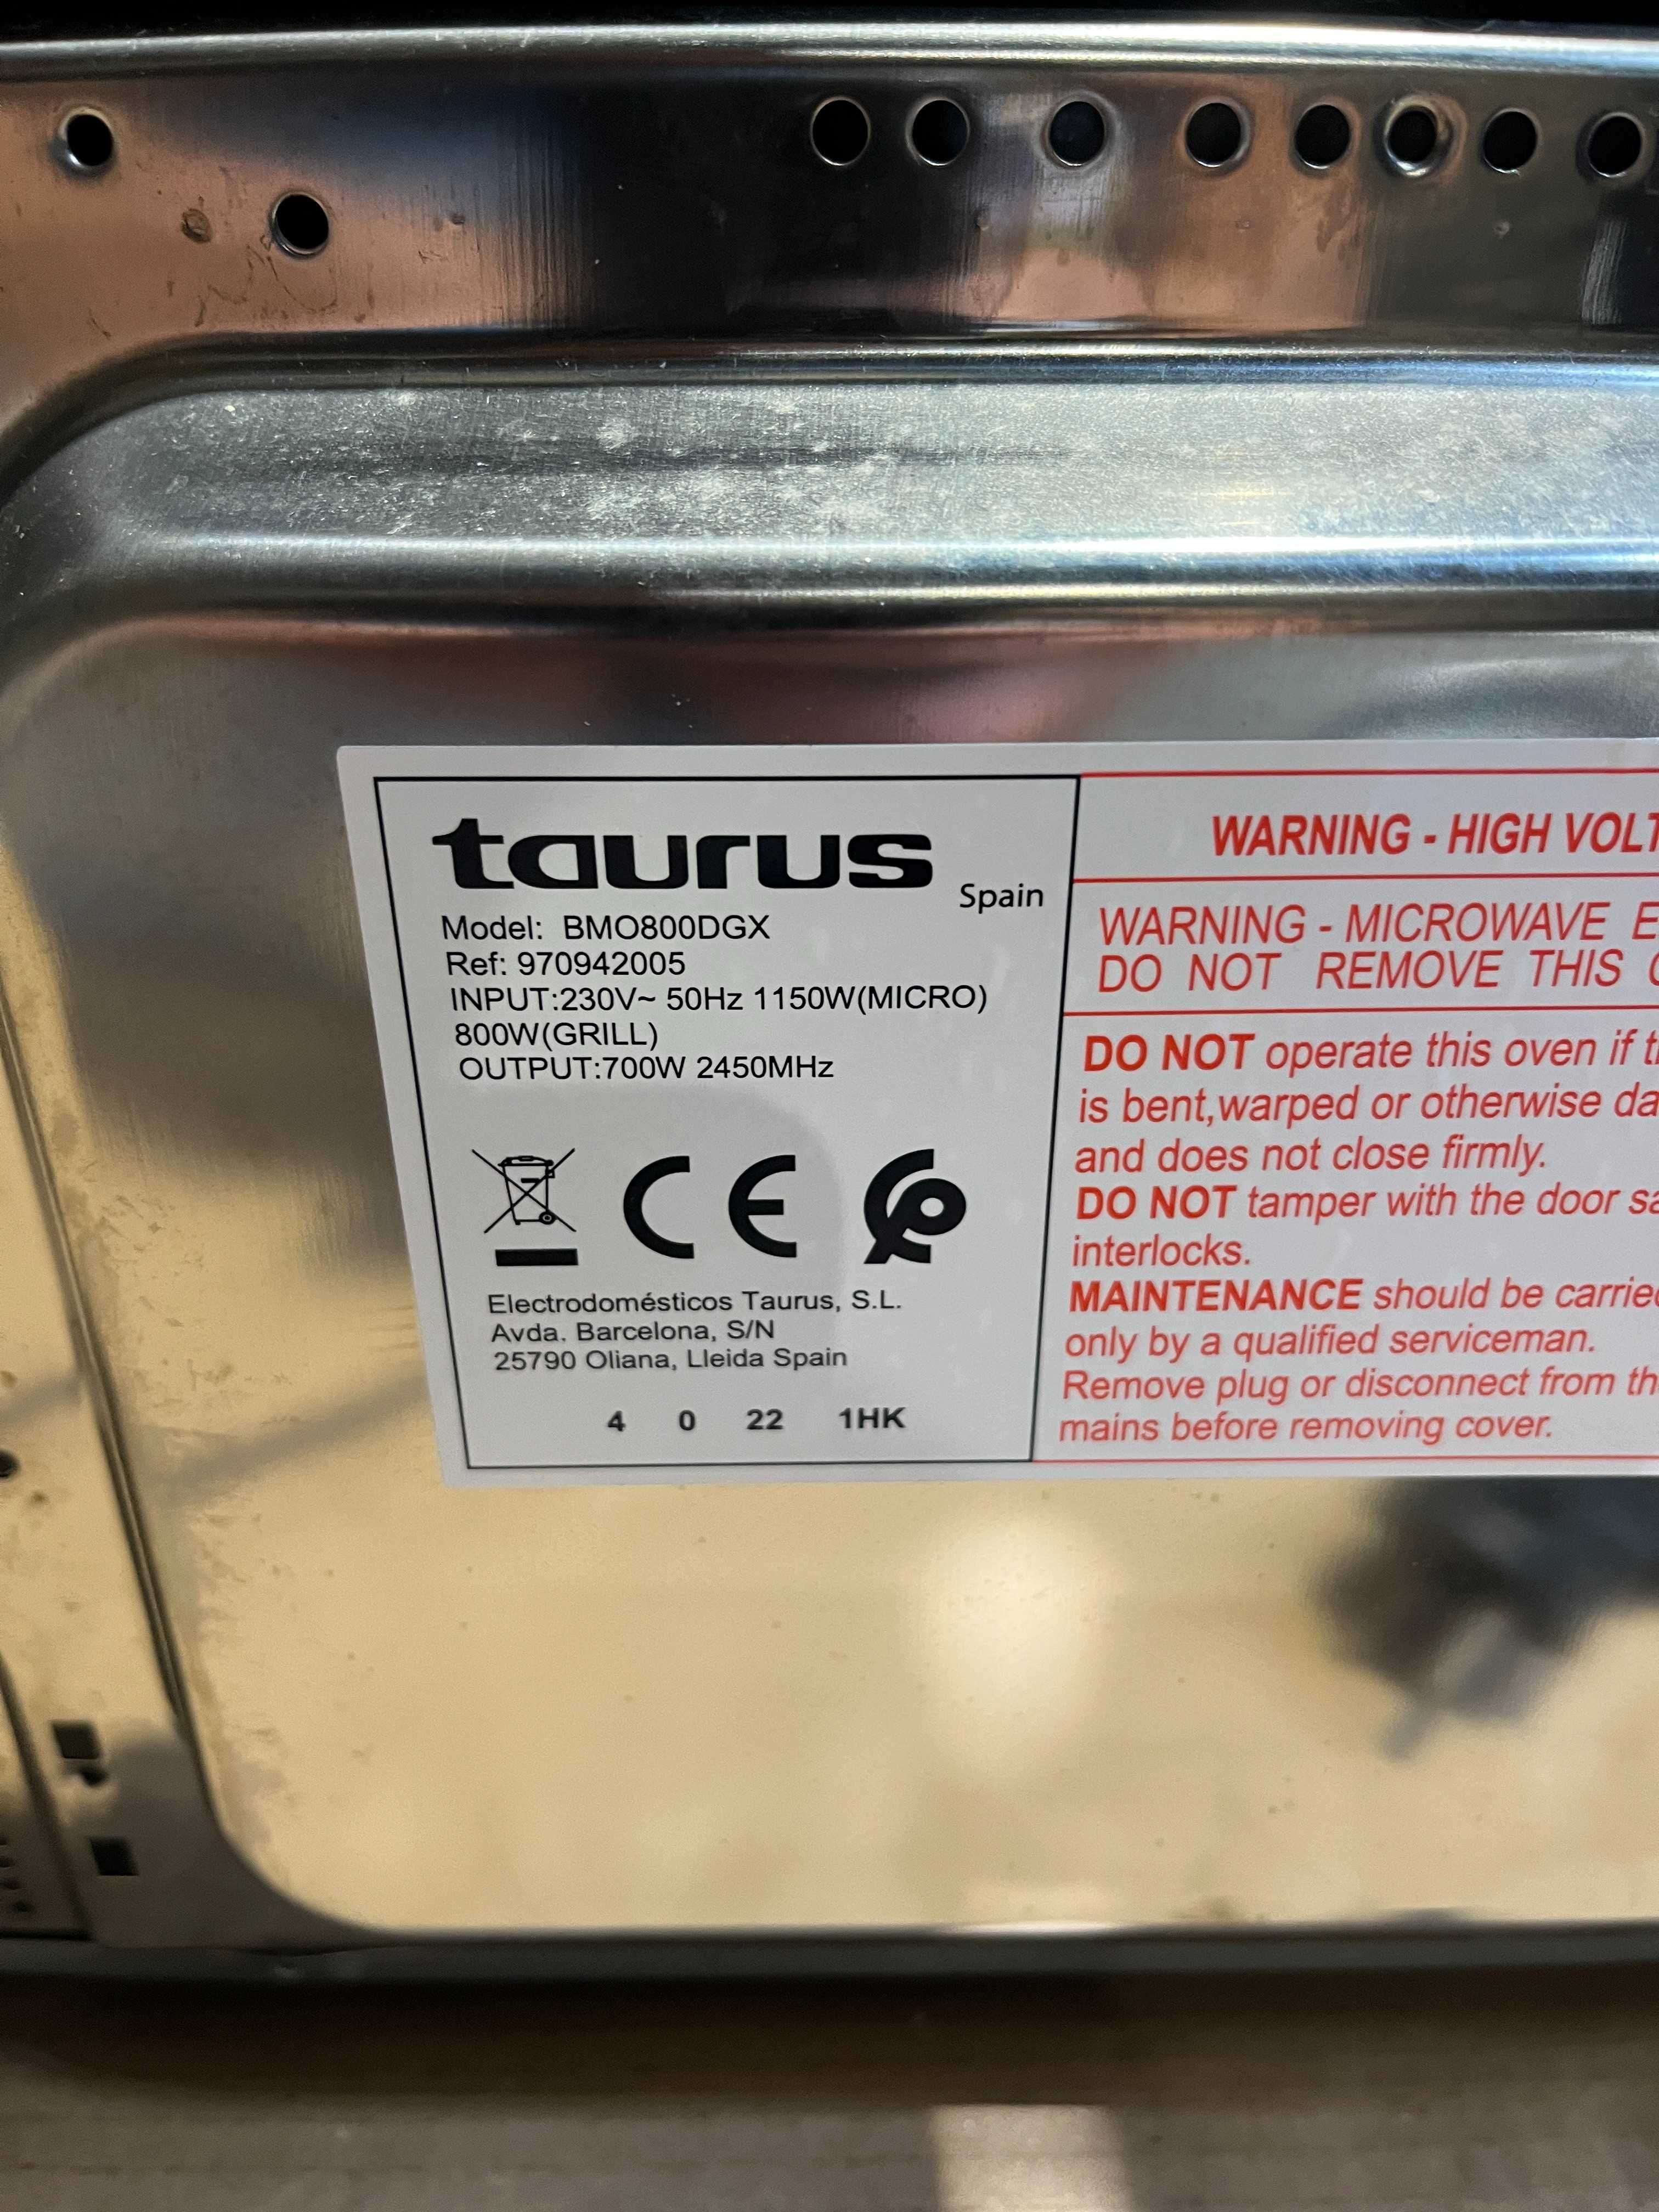 taurus
Spain
Model: BMO800DGX
Ref: 970942005
INPUT:230V~ 50Hz 1150W(MICRO)
800W(GRILL)
OUTPUT:700W 2450MHz
CE
Electrodomésticos Taurus, S.L.
Avda. Barcelona, S/N
25790 Oliana, Lleida Spain
4 0 22 1HK
WARNING - HIGH
WARNING - MICROWAVE
DO NOT REMOVE THIS
DO NOT operate this oven if
is bent,warped or otherwise
and does not close firmly.
DO NOT tamper with the door
interlocks.
MAINTENANCE should be
only by a qualified serviceman.
Remove plug or disconnect from
mains before removing cover.